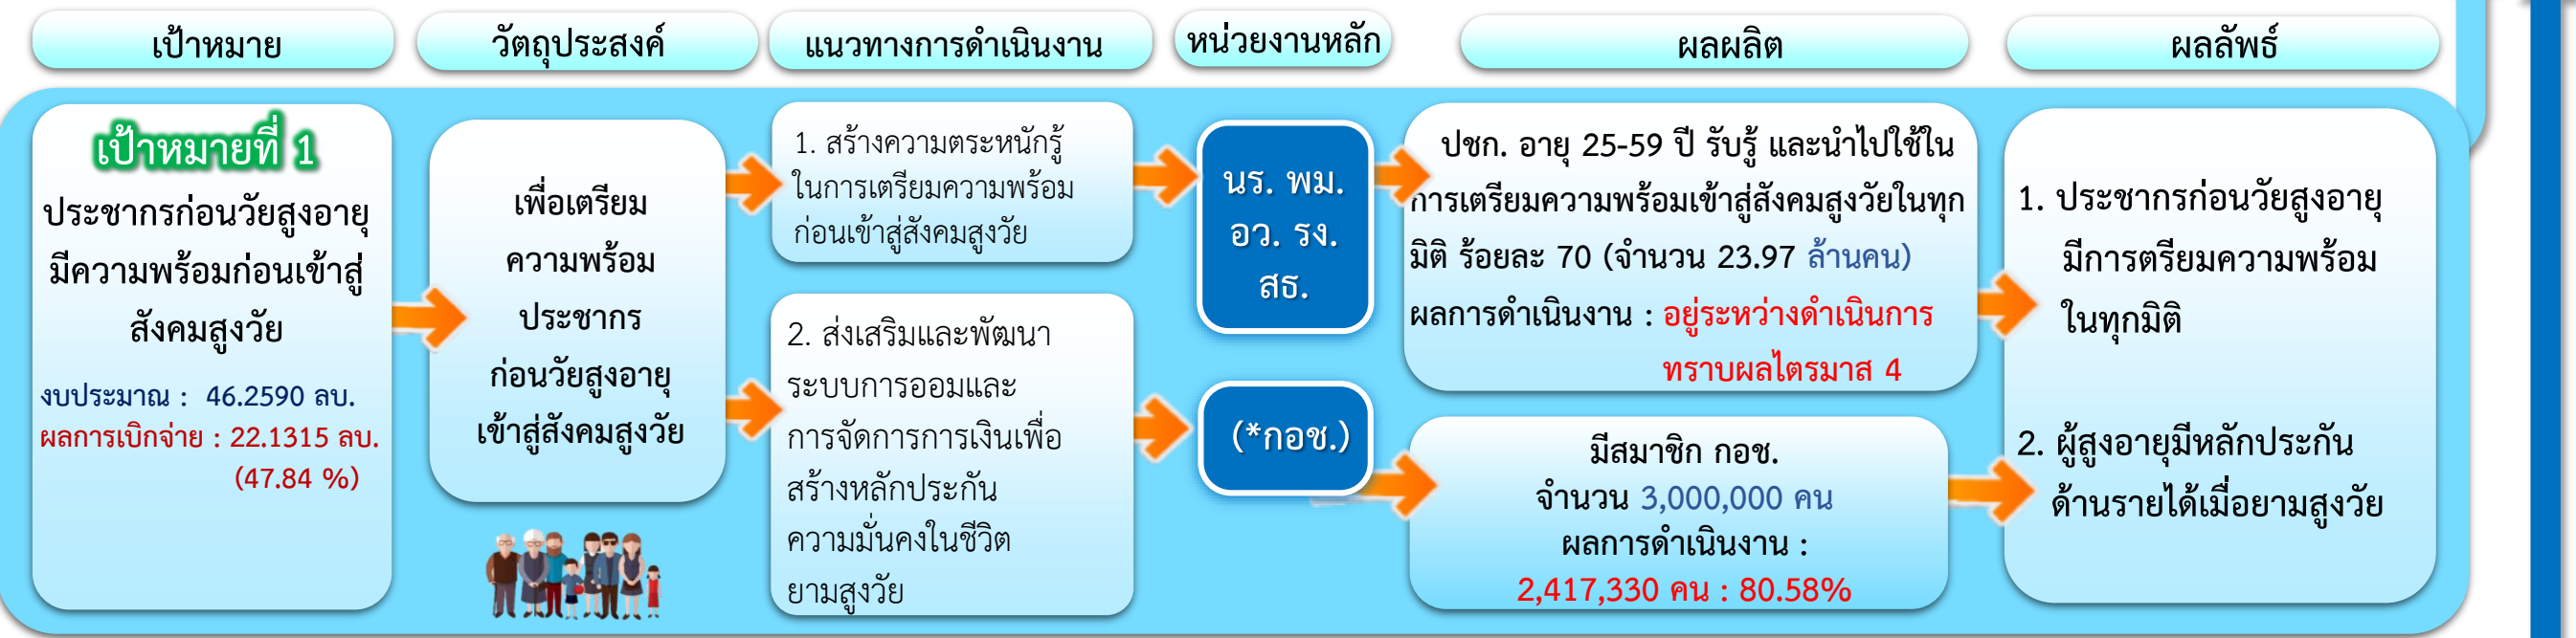 เป้าหมาย
วัตถุประสงค์
แนวทางการดำเนินงาน
หน่วยงานหลัก
ผลผลิต
ผลลัพธ์
เป้าหมายที่ 1
ประชากรก่อนวัยสูงอายุ
มีความพร้อมก่อนเข้าสู่
สังคมสูงวัย
งบประมาณ : 46.2590 ลบ.
ผลการเบิกจ่าย : 22.1315 ลบ.
(47.84 %)
เพื่อเตรียม
ความพร้อม
ประชากร
ก่อนวัยสูงอายุ
เข้าสู่สังคมสูงวัย
1. สร้างความตระหนักรู้
ในการเตรียมความพร้อม
ก่อนเข้าสู่สังคมสูงวัย
2. ส่งเสริมและพัฒนา
ระบบการออมและ
การจัดการการเงินเพื่อ
สร้างหลักประกัน
ความมั่นคงในชีวิต
ยามสูงวัย
นร. พม.
อว. รง.
สธ.
(*กอช.)
ปชก. อายุ 25-59 ปี รับรู้ และนำไปใช้ใน
การเตรียมความพร้อมเข้าสู่สังคมสูงวัยในทุก
มิติ ร้อยละ 70 (จำนวน 23.97 ล้านคน)
ผลการดำเนินงาน : อยู่ระหว่างดำเนินการ
ทราบผลไตรมาส 4
มีสมาชิก กอช.
จำนวน 3,000,000 คน
ผลการดำเนินงาน :
2,417,330 คน : 80.58%
1. ประชากรก่อนวัยสูงอายุ
มีการตรียมความพร้อม
ในทุกมิติ
2. ผู้สูงอายุมีหลักประกัน
ด้านรายได้เมื่อยามสูงวัย